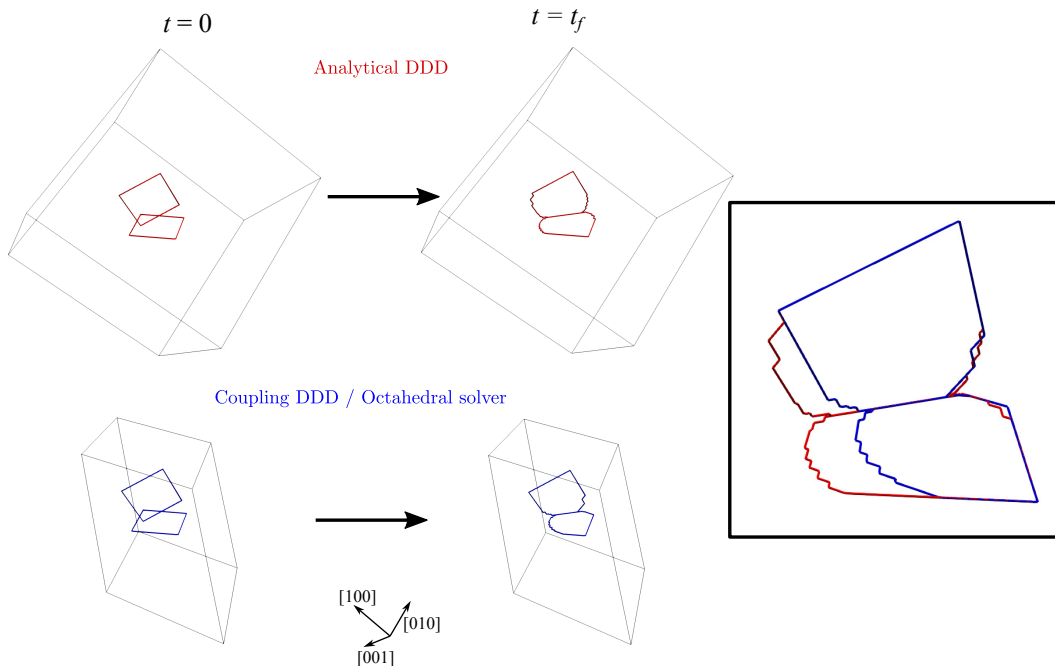 t = 0
t = t_f
Analytical DDD
Coupling DDD / Octahedral solver
[100]
[010]
[001]